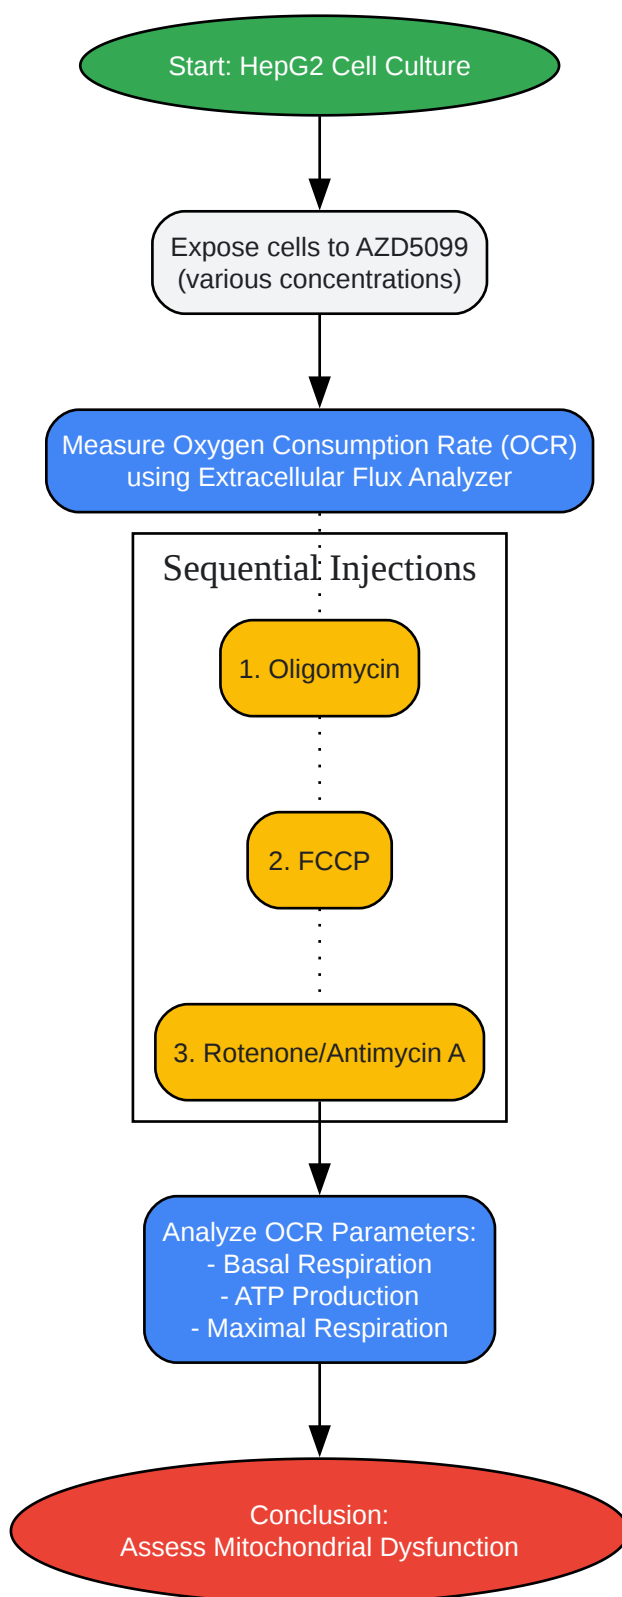 Start: HepG2 Cell Culture
Expose cells to AZD5099
(various concentrations)
Measure Oxygen Consumption Rate (OCR)
using Extracellular Flux Analyzer
Sequential Injections
1. Oligomycin
2. FCCP
3. Rotenone/Antimycin A
Analyze OCR Parameters:
- Basal Respiration
- ATP Production
- Maximal Respiration
Conclusion:
Assess Mitochondrial Dysfunction